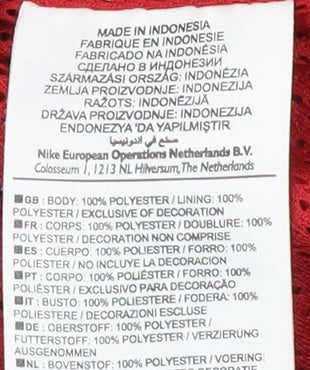 MADE IN INDONESIA
FABRIQUE EN INDONESIE
FABRICADO NA INDONÉSIA
СДЕЛАНО В ИНДОНЕЗИИ
SZÁRMAZÁSI ORSZÁG: INDONÉZIA
ZEMLJA PROIZVODNJE: INDONEZIJA
RAŽOTS: INDONĒZIJĀ
DRŽAVA PROIZVODNJE: INDONEZIJA
ENDONEZYA'DA YAPILMIŞTIR
صنع في اندونيسيا
Nike European Operations Netherlands B.V.
Colosseum 1, 1213 NL Hilversum, The Netherlands
GB : BODY: 100% POLYESTER / LINING: 100%
POLYESTER / EXCLUSIVE OF DECORATION
FR : CORPS: 100% POLYESTER / DOUBLURE: 100%
POLYESTER / DECORATION NON COMPRISE
ES : CUERPO: 100% POLIESTER / FORRO: 100%
POLIESTER / NO INCLUYE LA DECORACION
PT : CORPO: 100% POLIÉSTER / FORRO: 100%
POLIÉSTER / EXCLUSIVO PARA DECORAÇÃO
IT : BUSTO: 100% POLIESTERE / FODERA: 100%
POLIESTERE / DECORAZIONI ESCLUSE
DE : OBERSTOFF: 100% POLYESTER /
FUTTERSTOFF: 100% POLYESTER / VERZIERUNG
AUSGENOMMEN
NL : BOVENSTOF: 100% POLYESTER / VOERING: